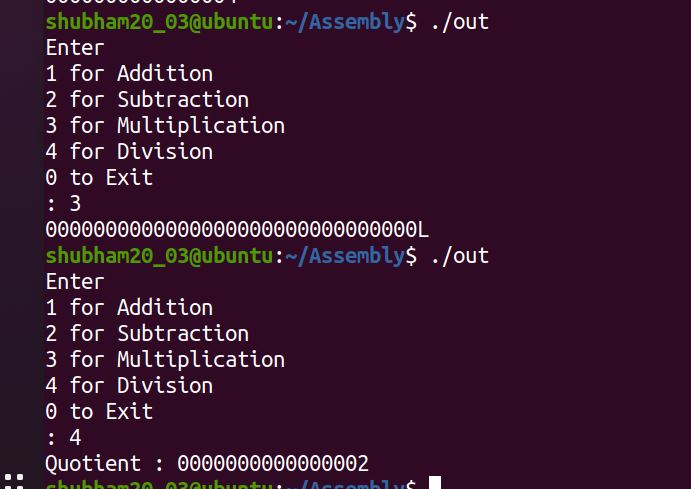 shubham20_03@ubuntu:~/Assembly$ ./out
Enter
1 for Addition
2 for Subtraction
3 for Multiplication
4 for Division
0 to Exit
: 3
0000000000000000000000000000000L
shubham20_03@ubuntu:~/Assembly$ ./out
Enter
1 for Addition
2 for Subtraction
3 for Multiplication
4 for Division
0 to Exit
: 4
Quotient : 0000000000000002
shubham20_03@ubuntu:~/Assembly$